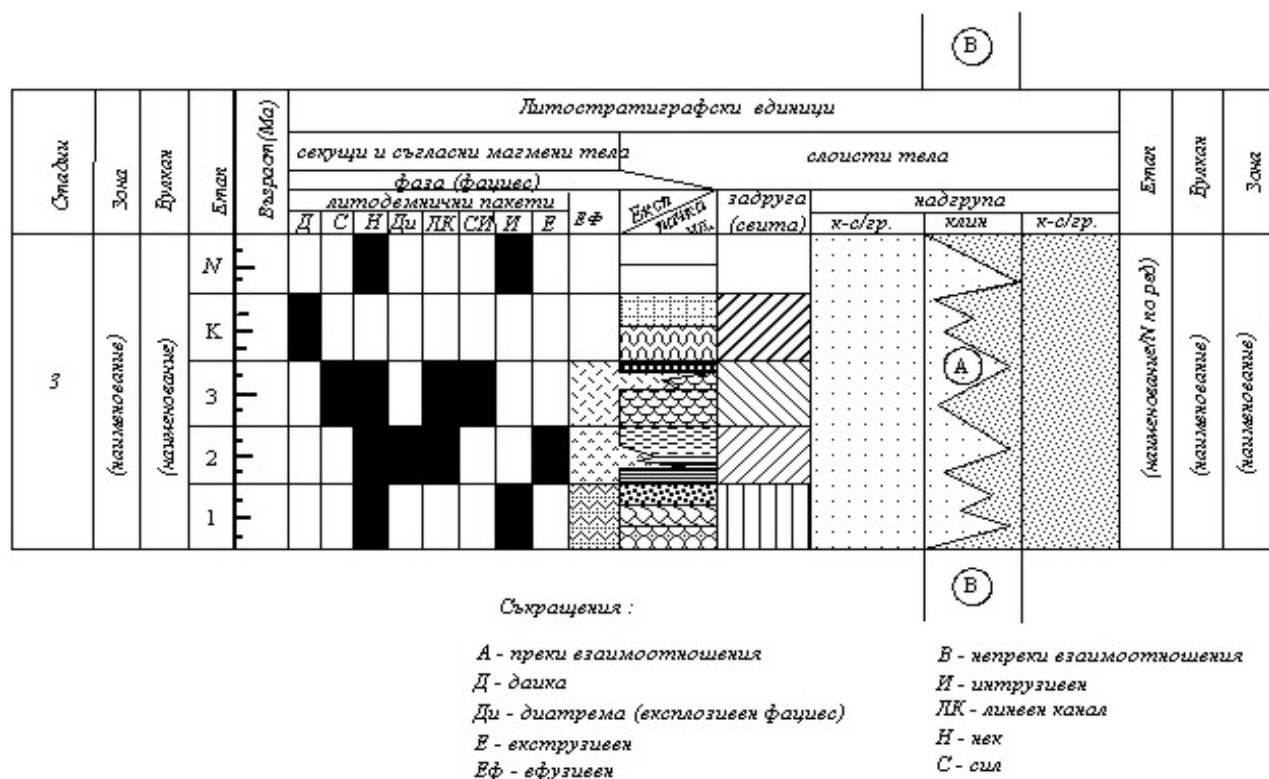 В
Стадии
Зона
Вулкан
Етап
Възраст(Ма)
Литостратиграфски единици
Етап
Вулкан
Зона
секущи и съгласни магмени тела
слоисти тела
фаза (фациес)
литодемнични пакети
ЕФ
Експ
задруга
(свита)
надгрупа
Д С Н Ди ЛК СИ И Е
к-с/гр. клин к-с/гр.
3
(наименование)
(наименование)
N
К
3
2
1
А
(наименование/N по ред)
(наименование)
(наименование)
В
Съкращения :
А - преки взаимоотношения
Д - даика
Ди - диатрема (експлозивен фациес)
Е - екструзивен
Еф - ефузивен
В - непреки взаимоотношения
И - интрузивен
ЛК - линеен канал
Н - нек
С - сил